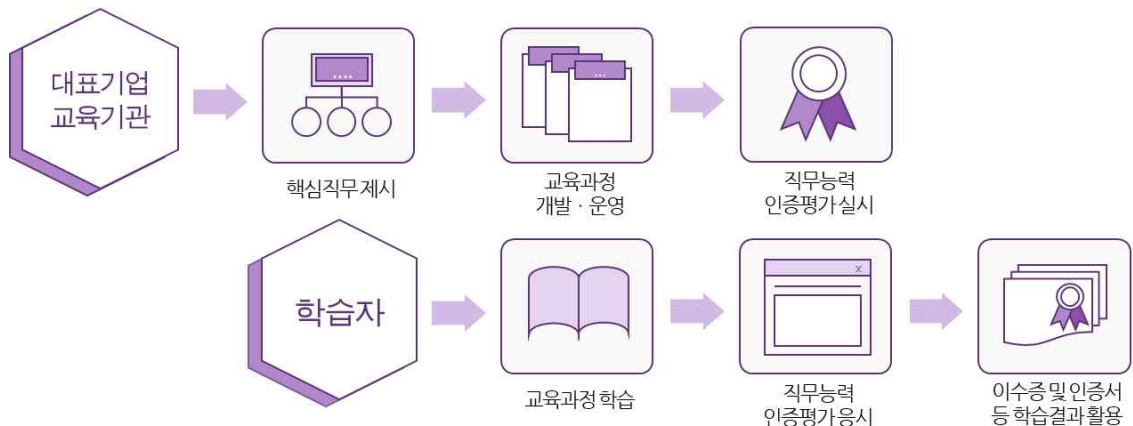 대표기업
교육기관
핵심직무 제시
교육과정
개발 · 운영
직무능력
인증평가 실시
학습자
교육과정 학습
x
직무능력
인증평가 응시
이수증 및 인증서
등 학습결과 활용